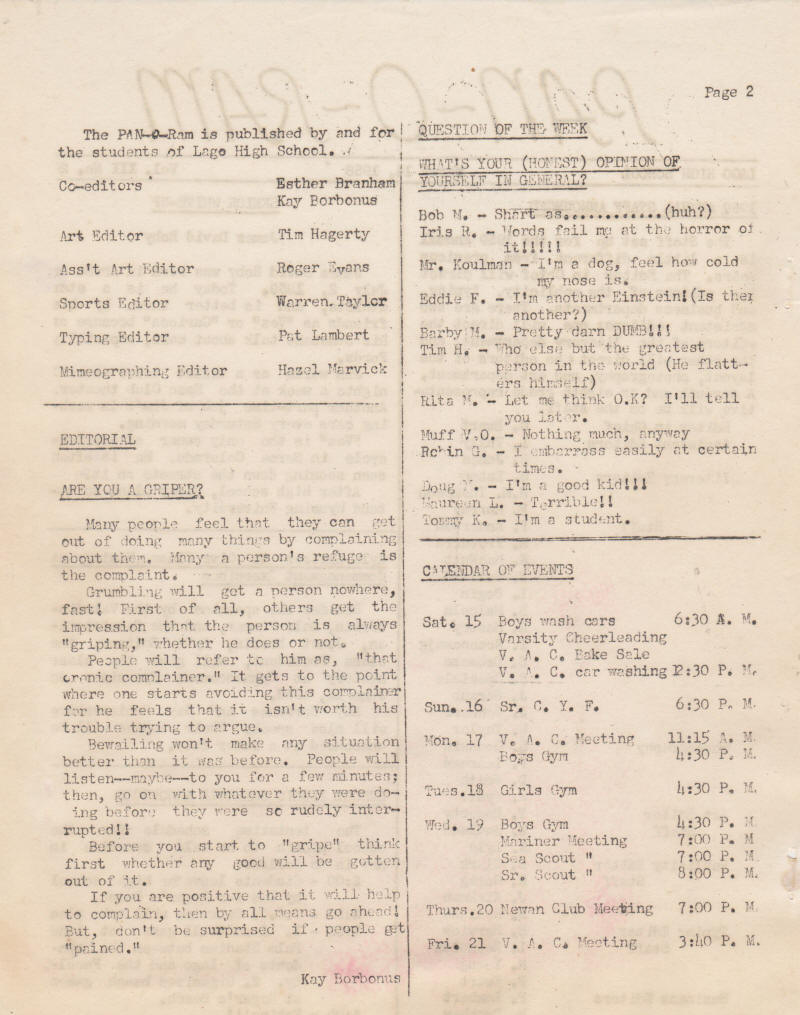 Page 2
The PAN-O-Ram is published by and for
the students of Lago High School.
Co-editors Esther Branham
Kay Borbonus
Art Editor Tim Hagerty
Ass't Art Editor Roger Evans
Sports Editor Warren Taylor
Typing Editor Pat Lambert
Mimeographing Editor Hazel Marvick
EDITORIAL
ARE YOU A GRIPER?
Many people feel that they can get
out of doing many things by complaining
about them. Many a person's refuge is
the complaint.
Grumbling will get a person nowhere,
fast! First of all, others get the
impression that the person is always
"griping," whether he does or not.
People will refer to him as, "that
cronic complainer." It gets to the point
where one starts avoiding this complainer
for he feels that it isn't worth his
trouble trying to argue.
Bewailing won't make any situation
better than it was before. People will
listen--maybe--to you for a few minutes;
then, go on with whatever they were do-
ing before they were so rudely inter-
rupted!!
Before you start to "gripe" think
first whether any good will be gotten
out of it.
If you are positive that it will help
to complain, then by all means go ahead!
But, don't be surprised if people get
"pained."
Kay Borbonus
QUESTION OF THE WEEK
WHAT'S YOUR (HONEST) OPINION OF
YOURSELF IN GENERAL?
Bob M. - Short as.............(huh?)
Iris R. - Words fail me at the horror of
it!!!!!
Mr. Koulman - I'm a dog, feel how cold
my nose is.
Eddie F. - I'm another Einstein!(Is ther
another?)
Barby M. - Pretty darn DUMB!!!
Tim H. - Who else but the greatest
person in the world (He flatt-
ers himself)
Rita M. - Let me think O.K? I'll tell
you later.
Muff V.O. - Nothing much, anyway
Robin G. - I embarrass easily at certain
times.
Doug - I'm a good kid!!!
Maureen L. - Terrible!!
Tommy K. - I'm a student.
CALENDAR OF EVENTS
Sat. 15 Boys wash cars 6:30 A. M.
Varsity Cheerleading
V. A. C. Bake Sale
V. A. C. car washing 12:30 P. M.
Sun. 16 Sr. C. Y. F. 6:30 P. M.
Mon. 17 V. A. C. Meeting 11:15 A. M.
Boys Gym 4:30 P. M.
Tues.18 Girls Gym 4:30 P. M.
Wed. 19 Boys Gym 4:30 P. M
Mariner Meeting 7:00 P. M
Sea Scout " 7:00 P. M.
Sr. Scout " 8:00 P. M.
Thurs.20 Newan Club Meeting 7:00 P. M
Fri. 21 V. A. C. Meeting 3:40 P. M.